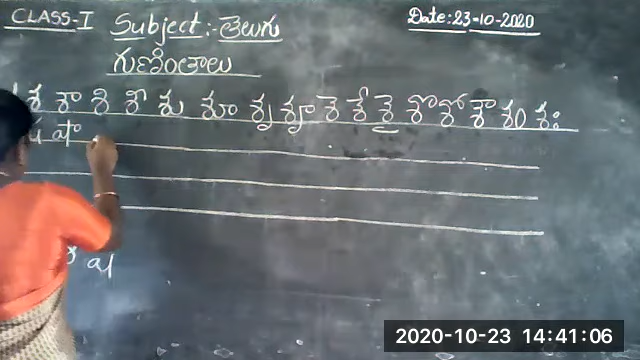 CLASS-I Subject:-తెలుగు Date:23-10-2020
గుణింతాలు
శ శా శి శీ శు శూ శృ శౄ శె శే శై శొ శో శౌ శం శః
ష షా
ష
2020-10-23 14:41:06